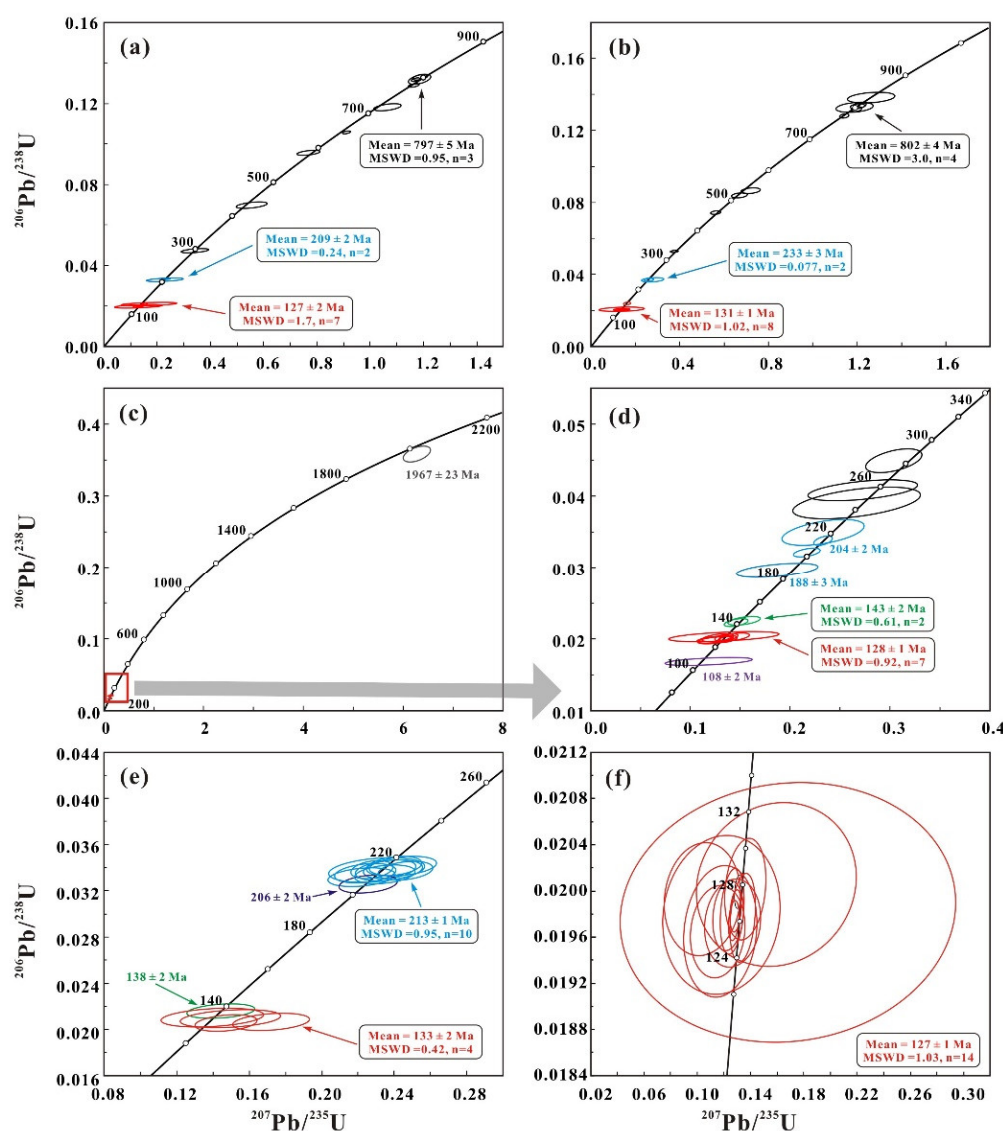 (a)
0.16
0.12
0.08
0.04
0.00
0.0
0.2
0.4
0.6
0.8
1.0
1.2
1.4
206Pb/238U
100
300
500
700
900
Mean = 797 ± 5 Ma
MSWD =0.95, n=3
Mean = 209 ± 2 Ma
MSWD =0.24, n=2
Mean = 127 ± 2 Ma
MSWD =1.7, n=7
(b)
0.16
0.12
0.08
0.04
0.00
0.0
0.4
0.8
1.2
1.6
206Pb/238U
100
300
500
700
900
Mean = 802 ± 4 Ma
MSWD =3.0, n=4
Mean = 233 ± 3 Ma
MSWD =0.077, n=2
Mean = 131 ± 1 Ma
MSWD =1.02, n=8
(c)
0.4
0.3
0.2
0.1
0.0
0
2
4
6
8
206Pb/238U
200
600
1000
1400
1800
2200
1967 ± 23 Ma
(d)
0.05
0.04
0.03
0.02
0.01
0.0
0.1
0.2
0.3
0.4
100
140
180
220
260
300
340
204 ± 2 Ma
188 ± 3 Ma
Mean = 143 ± 2 Ma
MSWD =0.61, n=2
Mean = 128 ± 1 Ma
MSWD =0.92, n=7
108 ± 2 Ma
(e)
0.044
0.040
0.036
0.032
0.028
0.024
0.020
0.016
0.08
0.12
0.16
0.20
0.24
0.28
206Pb/238U
207Pb/235U
140
180
220
260
206 ± 2 Ma
Mean = 213 ± 1 Ma
MSWD =0.95, n=10
138 ± 2 Ma
Mean = 133 ± 2 Ma
MSWD =0.42, n=4
(f)
0.0212
0.0208
0.0204
0.0200
0.0196
0.0192
0.0188
0.0184
0.02
0.06
0.10
0.14
0.18
0.22
0.26
0.30
207Pb/235U
132
128
124
Mean = 127 ± 1 Ma
MSWD =1.03, n=14